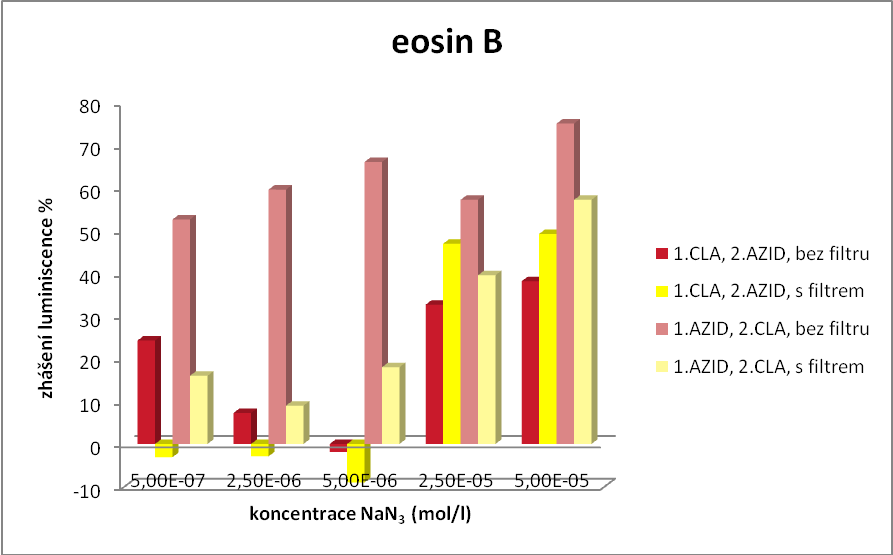 eosin B
zhášení luminiscence %
80
70
60
50
40
30
20
10
0
-10
5,00E-07 2,50E-06 5,00E-06 2,50E-05 5,00E-05
koncentrace NaN₃ (mol/l)
1.CLA, 2.AZID, bez filtru
1.CLA, 2.AZID, s filtrem
1.AZID, 2.CLA, bez filtru
1.AZID, 2.CLA, s filtrem